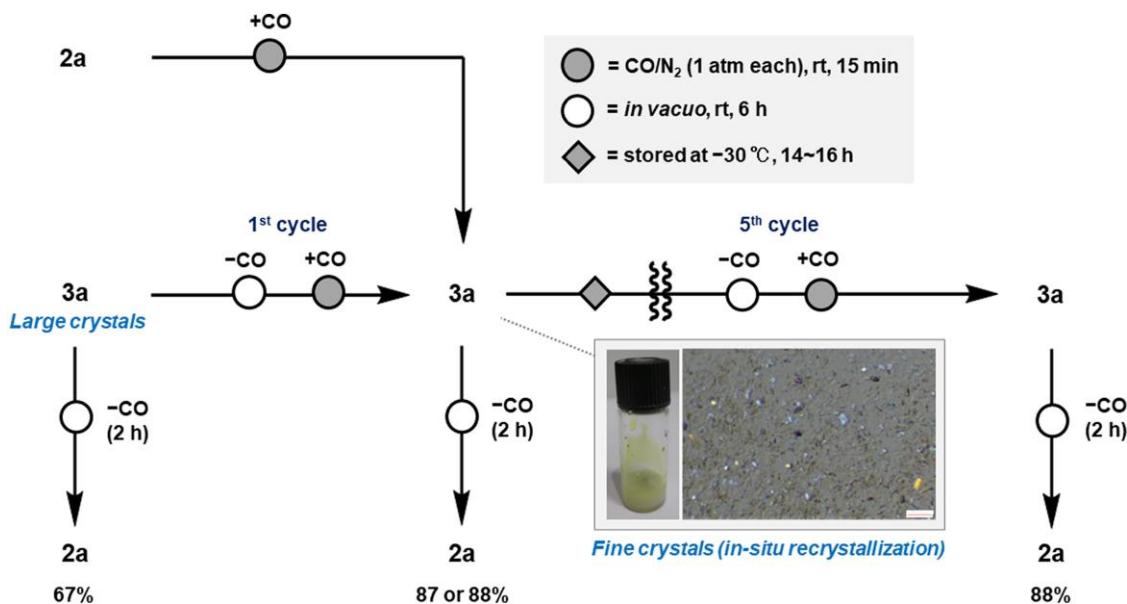 +CO
2a
= CO/N₂ (1 atm each), rt, 15 min
= in vacuo, rt, 6 h
= stored at −30 ℃, 14~16 h
1st cycle
5th cycle
−CO
+CO
−CO
+CO
3a
3a
3a
Large crystals
−CO
(2 h)
−CO
(2 h)
−CO
(2 h)
Fine crystals (in-situ recrystallization)
2a
2a
2a
67%
87 or 88%
88%